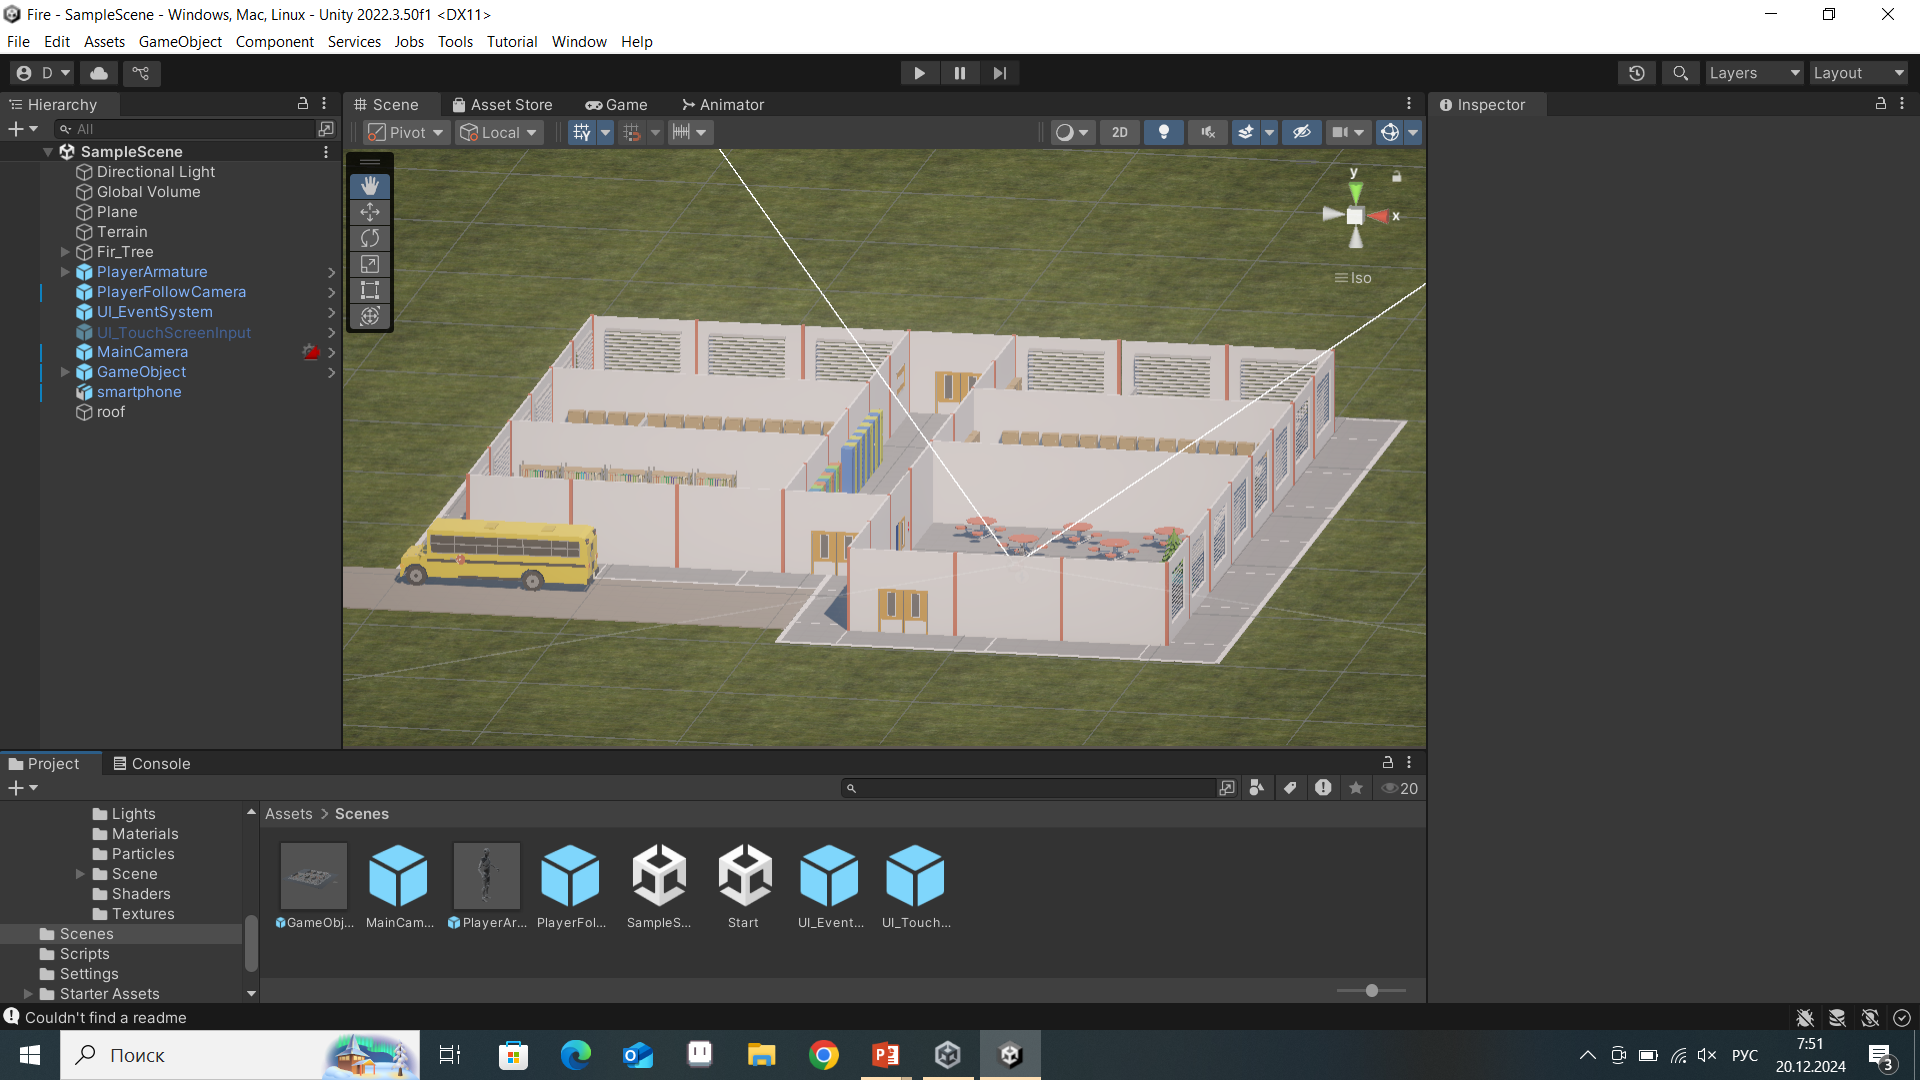 Fire - SampleScene - Windows, Mac, Linux - Unity 2022.3.50f1 <DX11>
File Edit Assets GameObject Component Services Jobs Tools Tutorial Window Help
D Layers Layout
Hierarchy
All
SampleScene
Directional Light
Global Volume
Plane
Terrain
Fir_Tree
PlayerArmature
PlayerFollowCamera
UI_EventSystem
UI_TouchScreenInput
MainCamera
GameObject
smartphone
roof
Scene Asset Store Game Animator
Pivot Local 2D
y
x
Iso
Inspector
Project Console
20
Lights
Materials
Particles
Scene
Shaders
Textures
Scenes
Scripts
Settings
Starter Assets
Assets > Scenes
GameObj... MainCam... PlayerAr... PlayerFol... SampleS... Start UI_Event... UI_Touch...
Couldn't find a readme
Поиск
РУС
7:51
20.12.2024
3